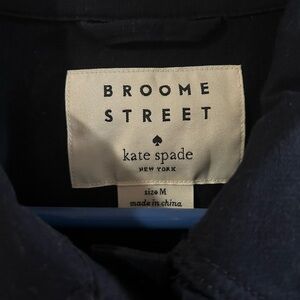 BROOME
STREET
kate spade
NEW YORK
size M
made in china